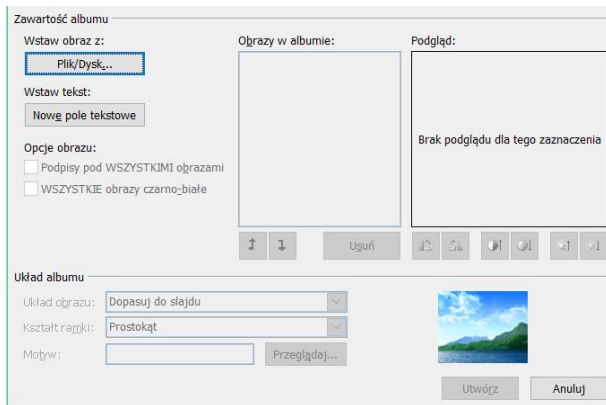 Zawartość albumu
Wstaw obraz z:
Plik/Dysk...
Wstaw tekst:
Nowe pole tekstowe
Opcje obrazu:
Podpisy pod WSZYSTKIMI obrazami
WSZYSTKIE obrazy czarno-białe
Obrazy w albumie:
Usuń
Podgląd:
Brak podglądu dla tego zaznaczenia
Układ albumu
Układ obrazu: Dopasuj do slajdu
Kształt ramki: Prostokąt
Motyw: Przeglądaj...
Utwórz Anuluj